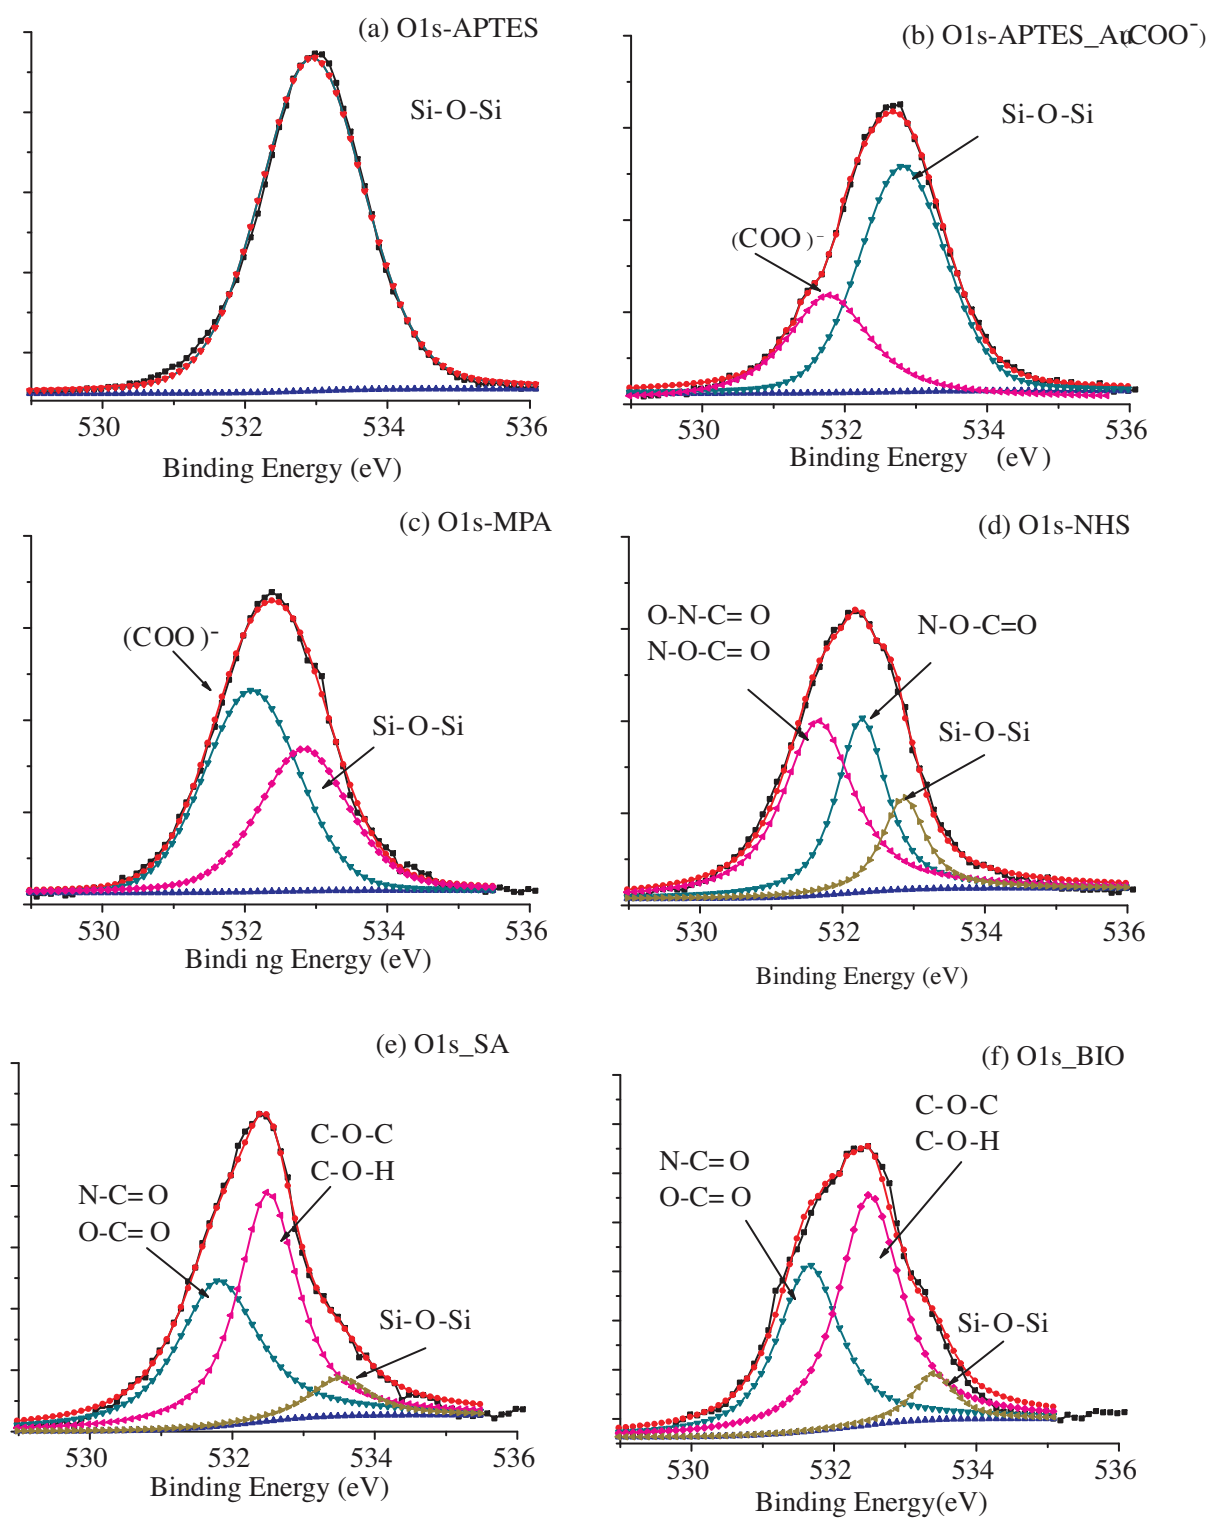 (a) O1s-APTES
Si-O-Si
530 532 534 536
Binding Energy (eV)
(b) O1s-APTES_Au(COO⁻)
Si-O-Si
(COO)⁻
530 532 534 536
Binding Energy (eV)
(c) O1s-MPA
(COO)⁻
Si-O-Si
530 532 534 536
Bindi ng Energy (eV)
(d) O1s-NHS
O-N-C=O
N-O-C=O
N-O-C=O
Si-O-Si
530 532 534 536
Binding Energy (eV)
(e) O1s_SA
C-O-C
C-O-H
N-C=O
O-C=O
Si-O-Si
530 532 534 536
Binding Energy (eV)
(f) O1s_BIO
C-O-C
C-O-H
N-C=O
O-C=O
Si-O-Si
530 532 534 536
Binding Energy(eV)